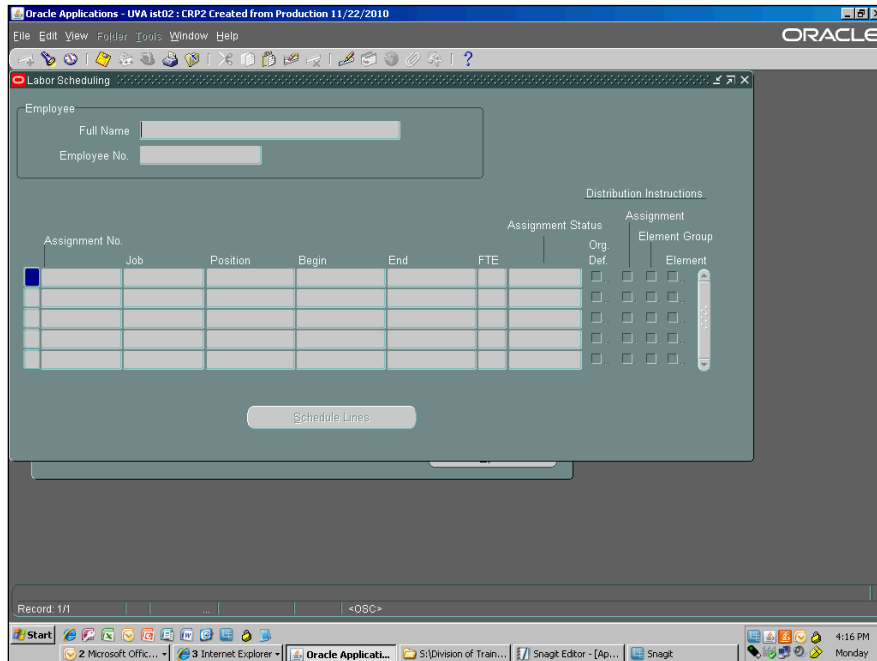 Oracle Applications - UVA ist02 : CRP2 Created from Production 11/22/2010
File Edit View Folder Tools Window Help
ORACLE
Labor Scheduling
Employee
Full Name
Employee No.
Distribution Instructions
Assignment Status
Assignment
Assignment No.
Org.
Element Group
Job Position Begin End FTE Def. Element
Schedule Lines
Record: 1/1 ... <OSC>
Start
4:16 PM
2 Microsoft Offic... 3 Internet Explorer Oracle Applicati... S:\Division of Train... Snagit Editor - [Ap... Snagit
Monday